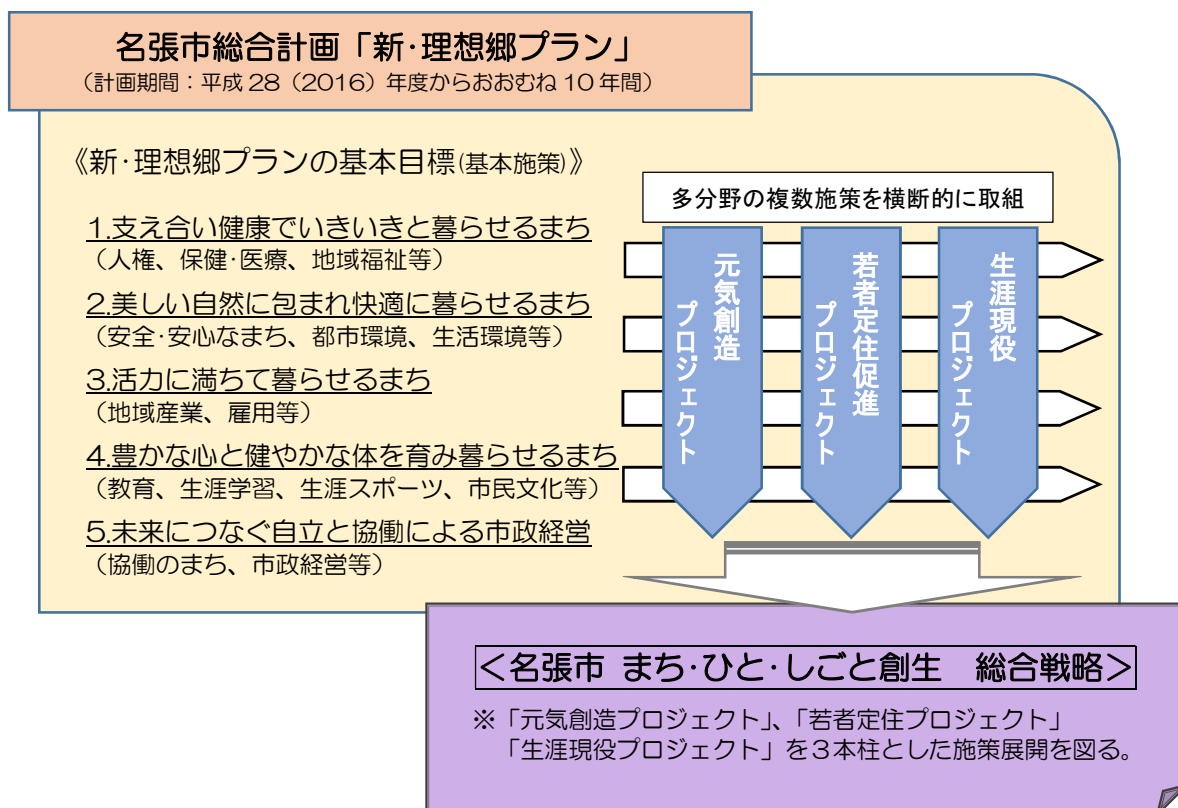 名張市総合計画「新・理想郷プラン」
（計画期間：平成 28（2016）年度からおおむね 10 年間）
《新・理想郷プランの基本目標(基本施策)》
1.支え合い健康でいきいきと暮らせるまち
（人権、保健・医療、地域福祉等）
2.美しい自然に包まれ快適に暮らせるまち
（安全・安心なまち、都市環境、生活環境等）
3.活力に満ちて暮らせるまち
（地域産業、雇用等）
4.豊かな心と健やかな体を育み暮らせるまち
（教育、生涯学習、生涯スポーツ、市民文化等）
5.未来につなぐ自立と協働による市政経営
（協働のまち、市政経営等）
多分野の複数施策を横断的に取組
元気創造
プロジェクト
若者定住促進
プロジェクト
生涯現役
プロジェクト
＜名張市 まち・ひと・しごと創生　総合戦略＞
※「元気創造プロジェクト」、「若者定住プロジェクト」
「生涯現役プロジェクト」を３本柱とした施策展開を図る。